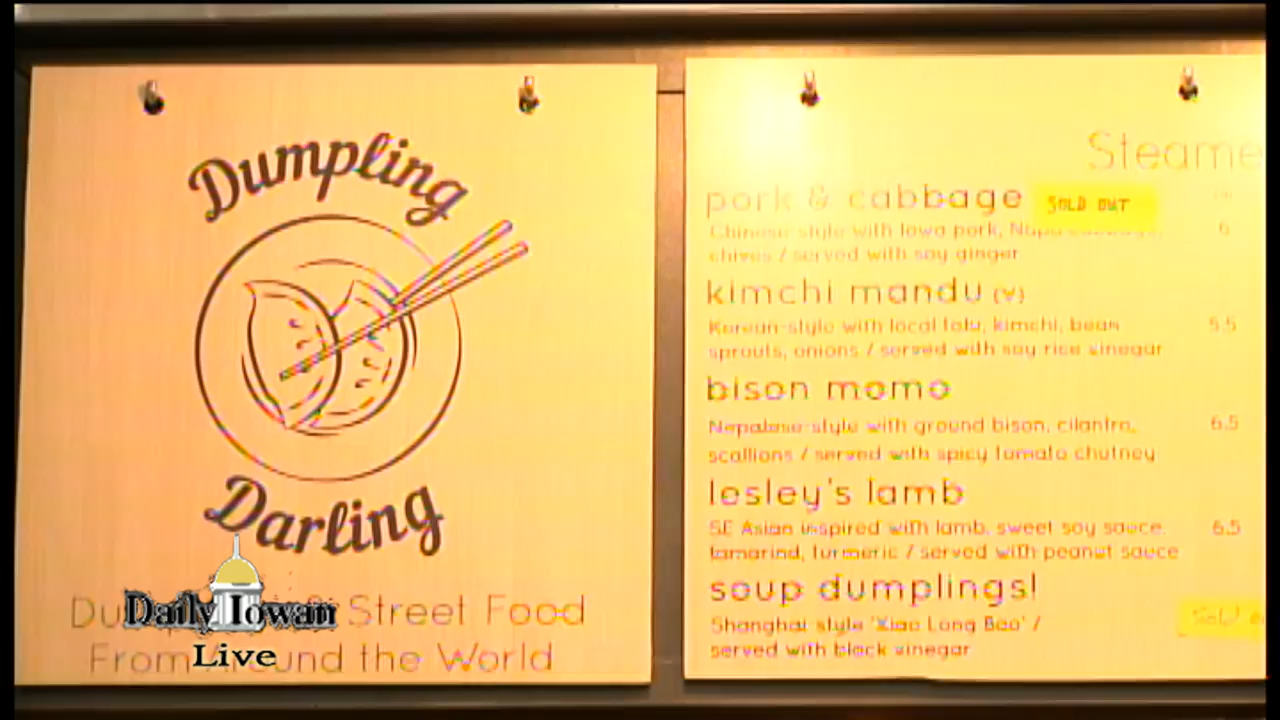 Dumpling
Darling
Street Food
From Around the World
Daily Iowan
Live
Steame
pork & cabbage SOLD OUT
Chinese style with Iowa pork, Napa cabbage, 6
chives / served with soy ginger
kimchi mandu (v)
Korean-style with local tofu, kimchi, bean 5.5
sprouts, onions / served with soy rice vinegar
bison momo
Nepalese-style with ground bison, cilantro, 6.5
scallions / served with spicy tomato chutney
lesley's lamb
SE Asian inspired with lamb, sweet soy sauce, 6.5
tamarind, turmeric / served with peanut sauce
soup dumplings!
Shanghai style 'Xiao Long Bao' / Sold
served with black vinegar